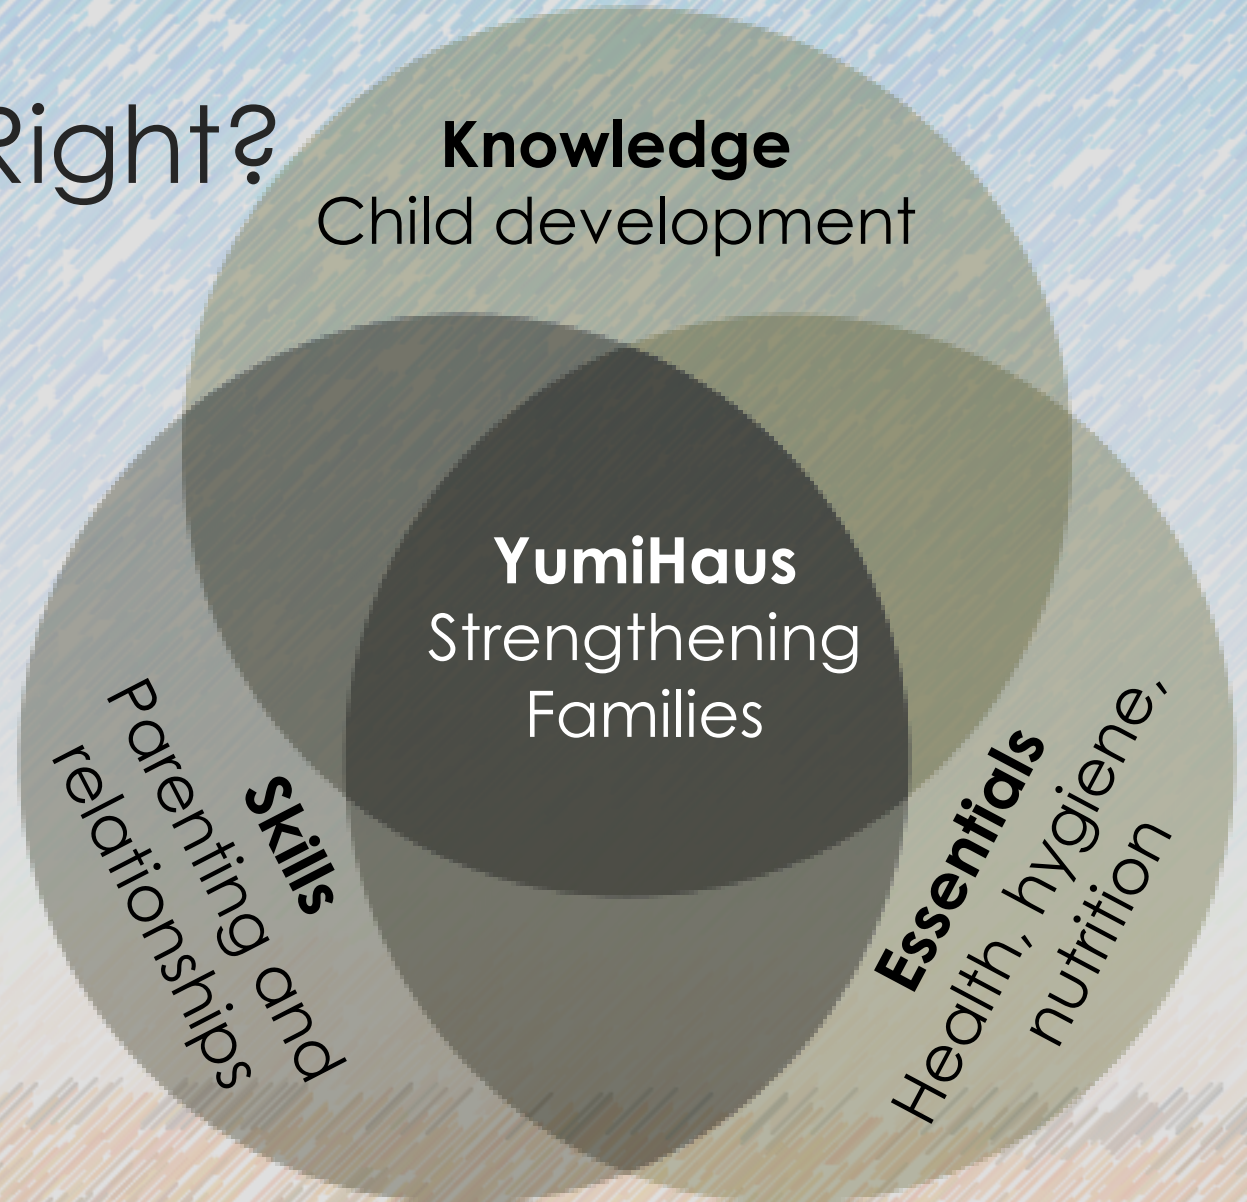 Right?
Knowledge
Child development
YumiHaus
Strengthening
Families
Skills
Parenting and
relationships
Essentials
Health, hygiene,
nutrition